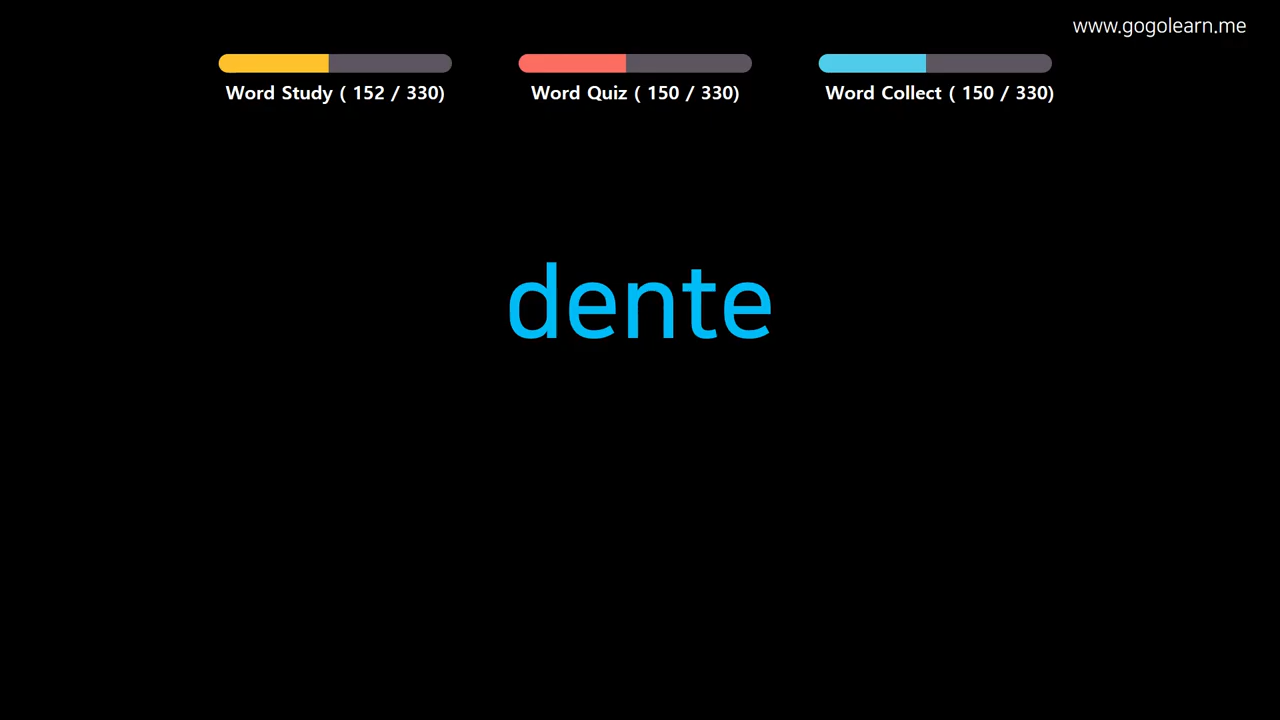 www.gogolearn.me
Word Study ( 152 / 330)
Word Quiz ( 150 / 330)
Word Collect ( 150 / 330)
dente